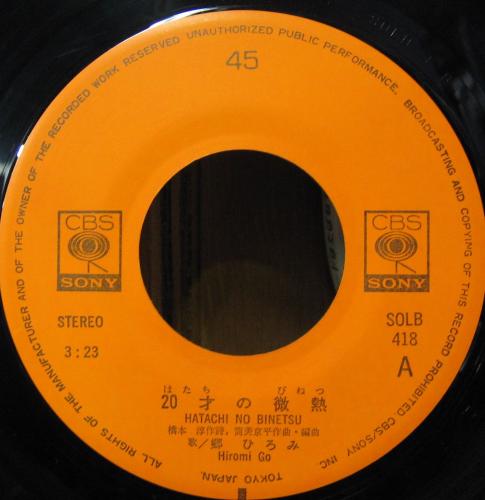 ALL RIGHTS OF THE MANUFACTURER AND OF THE OWNER OF THE RECORDED WORK RESERVED UNAUTHORIZED PUBLIC PERFORMANCE, BROADCASTING AND COPYING OF THIS RECORD PROHIBITED. CBS/SONY INC.
45
CBS
SONY
CBS
SONY
STEREO
3:23
SOLB
418
A
はたち びねつ
20才の微熱
HATACHI NO BINETSU
橋本 淳作詩, 筒美京平作曲・編曲
歌/郷 ひろみ
Hiromi Go
TOKYO JAPAN.